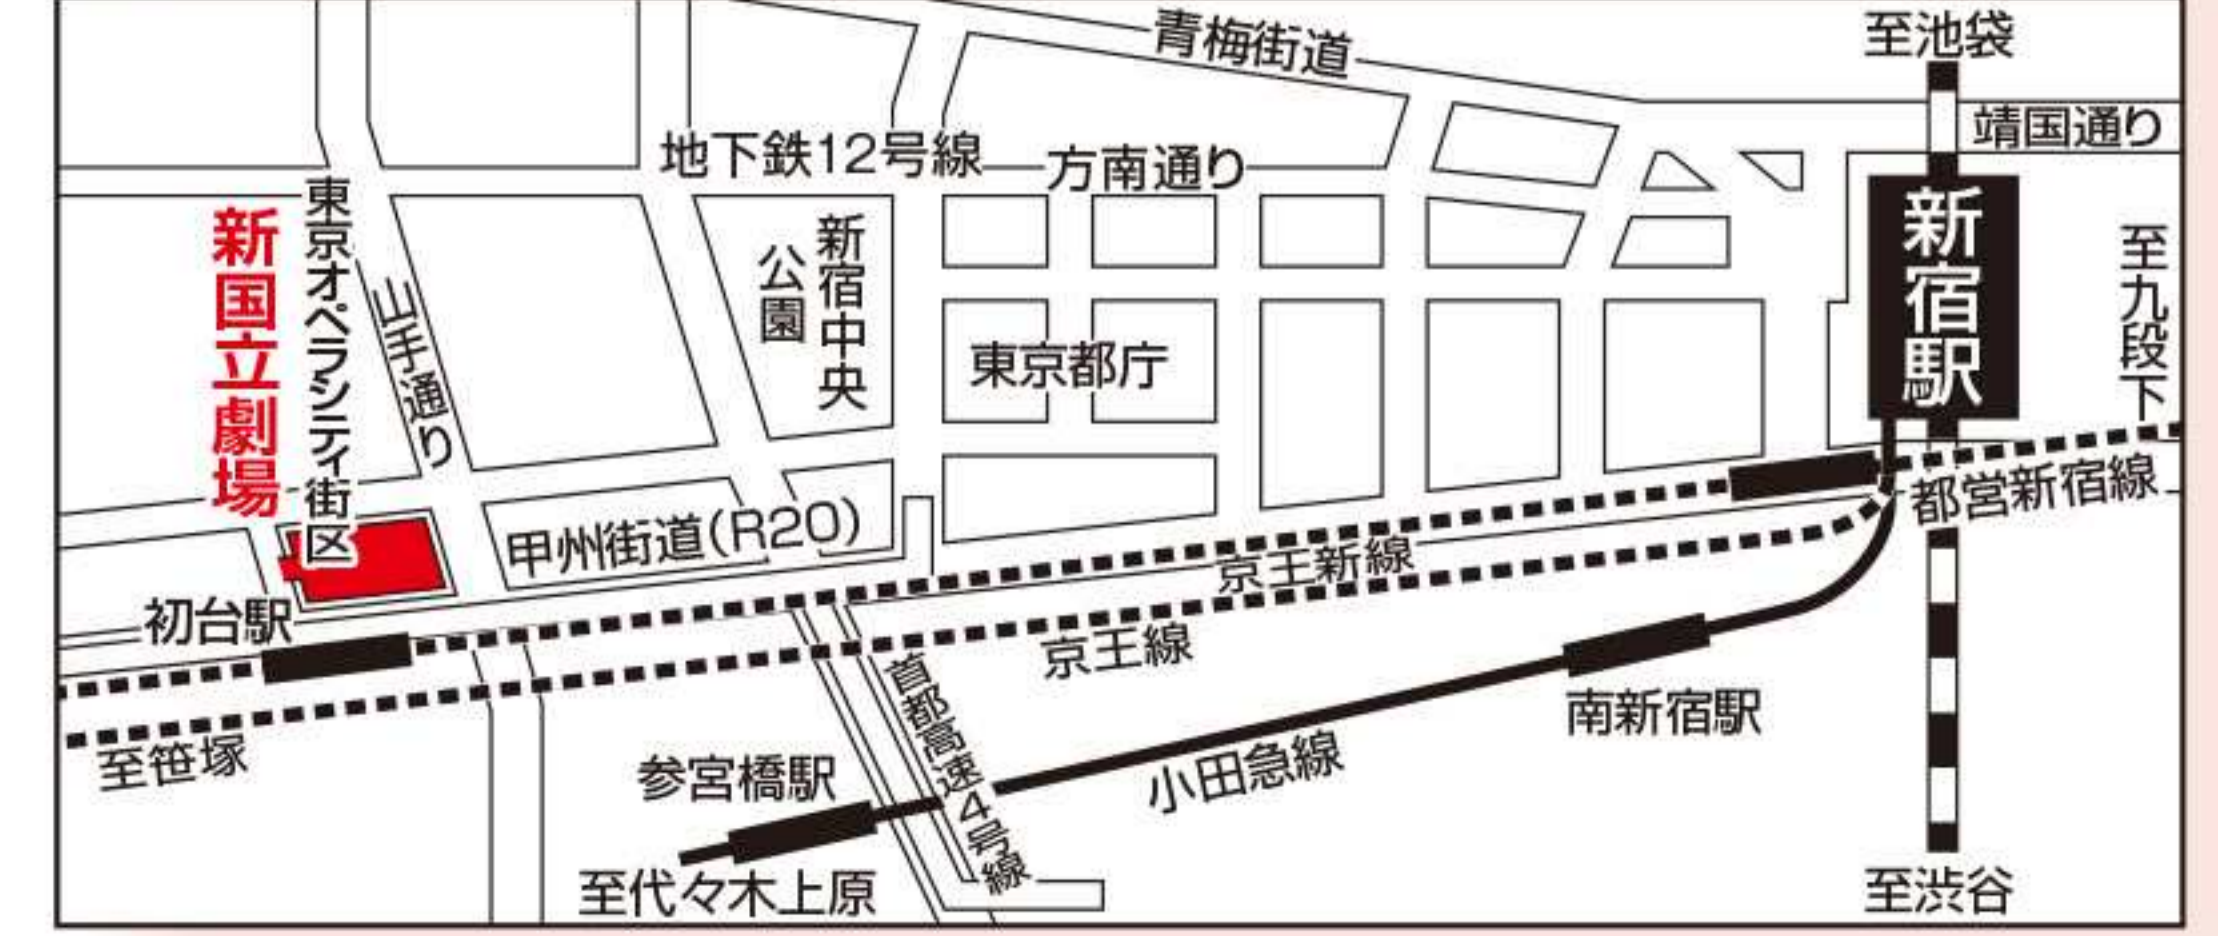 青梅街道
至池袋
靖国通り
地下鉄12号線
方南通り
新宿駅
至九段下
新国立劇場
東京オペラシティ街区
山手通り
新宿中央
公園
東京都庁
都営新宿線
甲州街道(R20)
京王新線
初台駅
京王線
至笹塚
首都高速4号線
南新宿駅
小田急線
参宮橋駅
至代々木上原
至渋谷